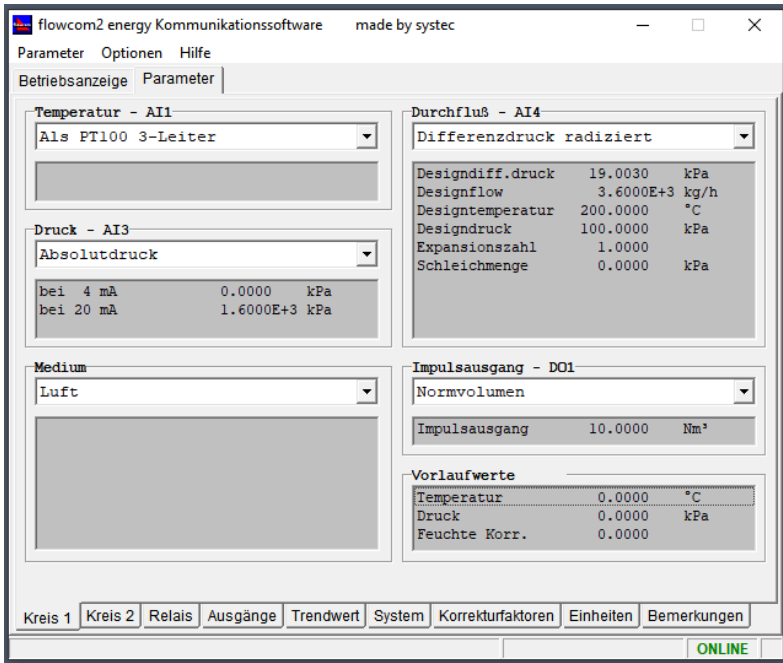 flowcom2 energy Kommunikationssoftware made by systec
Parameter Optionen Hilfe
Betriebsanzeige Parameter
Temperatur - AI1
Als PT100 3-Leiter
Druck - AI3
Absolutdruck
bei 4 mA 0.0000 kPa
bei 20 mA 1.6000E+3 kPa
Medium
Luft
Durchfluß - AI4
Differenzdruck radiziert
Designdiff.druck 19.0030 kPa
Designflow 3.6000E+3 kg/h
Designtemperatur 200.0000 °C
Designdruck 100.0000 kPa
Expansionszahl 1.0000
Schleichmenge 0.0000 kPa
Impulsausgang - DO1
Normvolumen
Impulsausgang 10.0000 Nm³
Vorlaufwerte
Temperatur 0.0000 °C
Druck 0.0000 kPa
Feuchte Korr. 0.0000
Kreis 1 Kreis 2 Relais Ausgänge Trendwert System Korrekturfaktoren Einheiten Bemerkungen
ONLINE